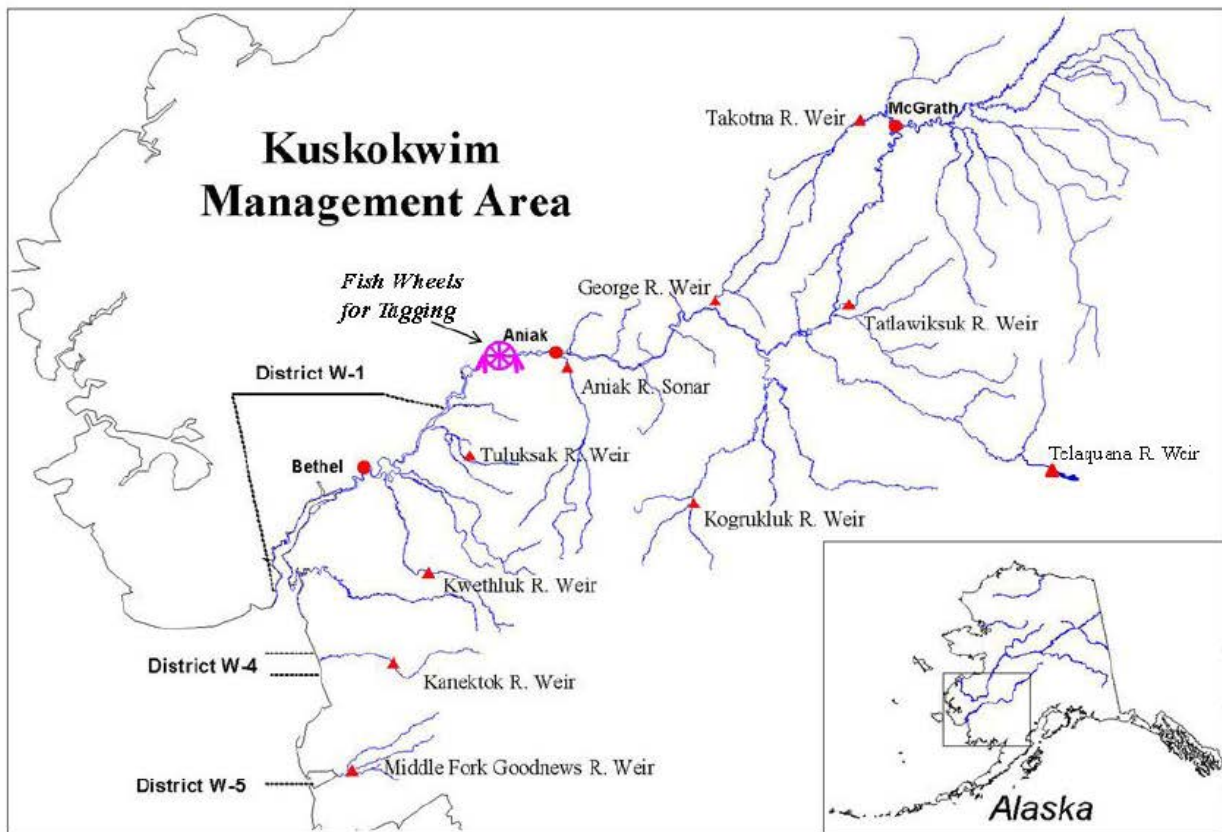 Kuskokwim
Management Area
McGrath
Takotna R. Weir
Fish Wheels
for Tagging
George R. Weir
Tatlawiksuk R. Weir
Aniak
Aniak R. Sonar
District W-1
Tuluksak R. Weir
Bethel
Telaquana R. Weir
Kogrukluk R. Weir
Kwethluk R. Weir
District W-4
Kanektok R. Weir
Middle Fork Goodnews R. Weir
District W-5
Alaska